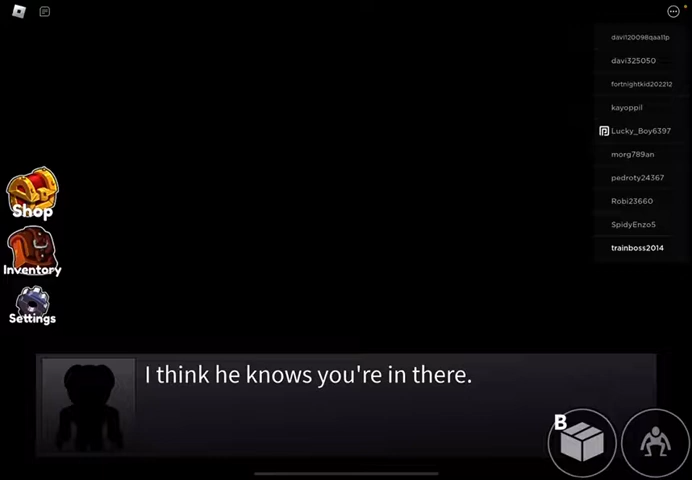 davi120098qaa11p
davi325050
fortnightkid202212
kayoppil
Lucky_Boy6397
morg789an
pedroty24367
Robi23660
SpidyEnzo5
trainboss2014
Shop
Inventory
Settings
I think he knows you're in there.
B